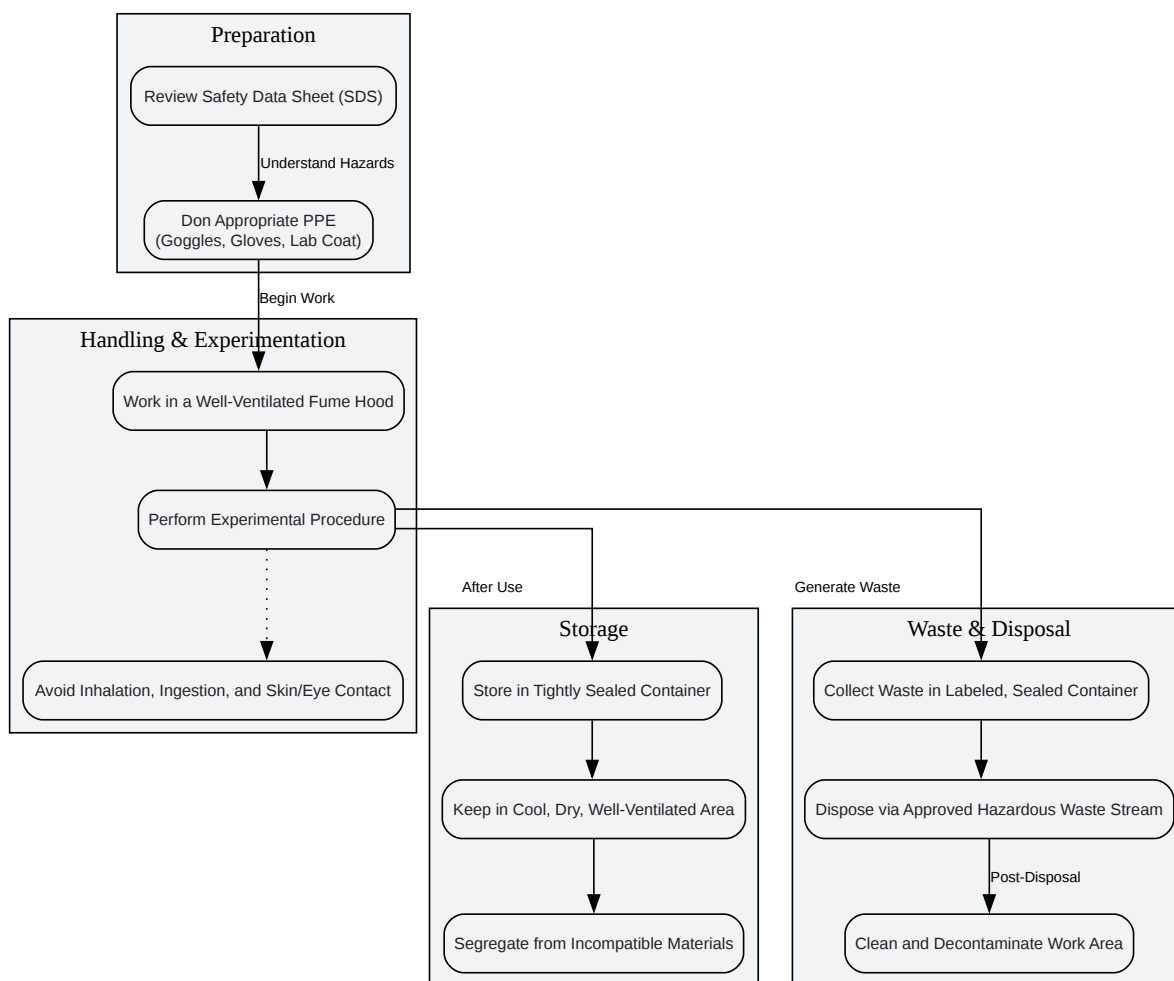 Preparation
Review Safety Data Sheet (SDS)
Understand Hazards
Don Appropriate PPE
(Goggles, Gloves, Lab Coat)
Begin Work
Handling & Experimentation
Work in a Well-Ventilated Fume Hood
Perform Experimental Procedure
Avoid Inhalation, Ingestion, and Skin/Eye Contact
After Use
Storage
Store in Tightly Sealed Container
Keep in Cool, Dry, Well-Ventilated Area
Segregate from Incompatible Materials
Generate Waste
Waste & Disposal
Collect Waste in Labeled, Sealed Container
Dispose via Approved Hazardous Waste Stream
Post-Disposal
Clean and Decontaminate Work Area